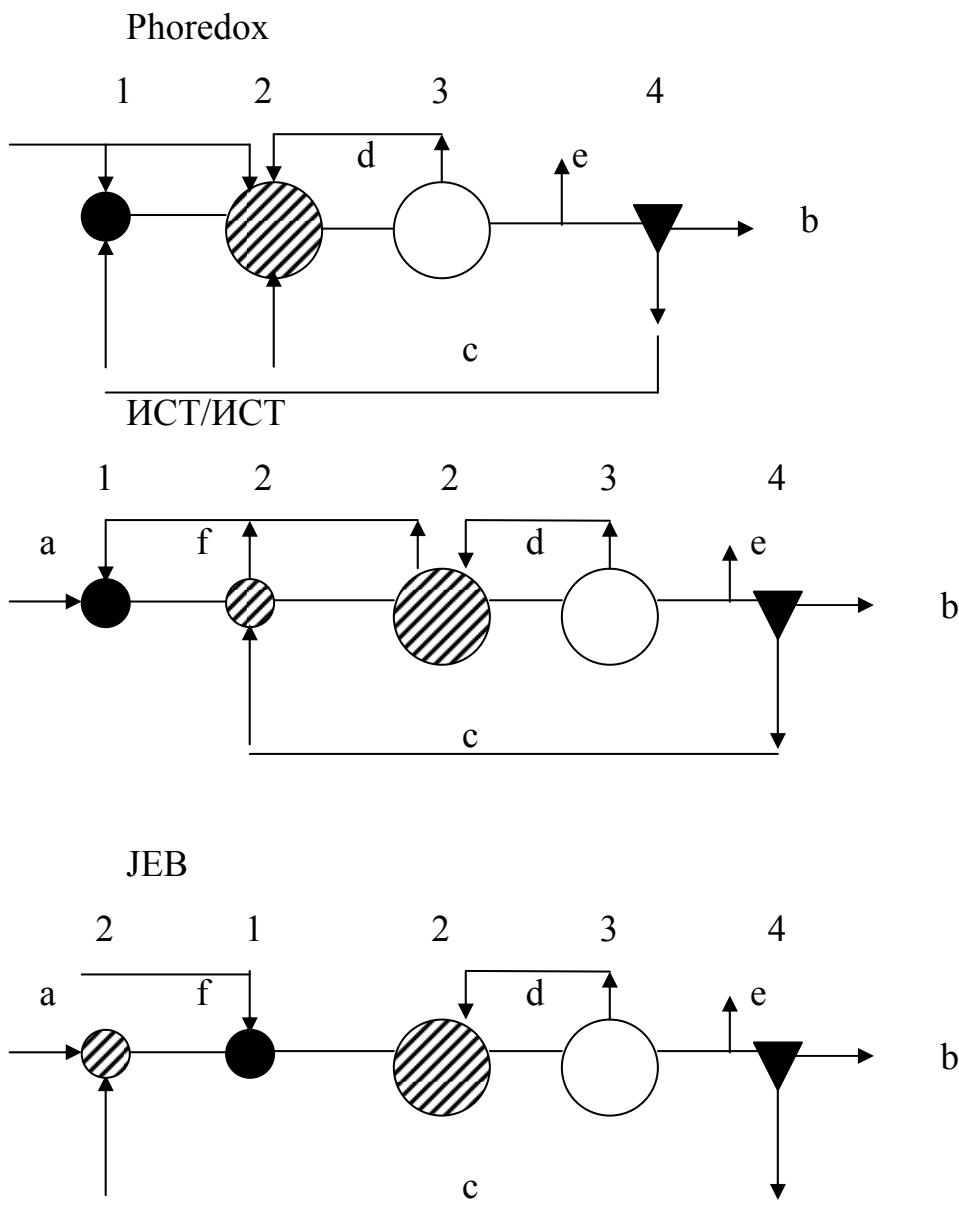 Phoredox
1 2 3 4
d e
b
c
ИСТ/ИСТ
1 2 2 3 4
a f d e
b
c
JEB
2 1 2 3 4
a f d e
b
c